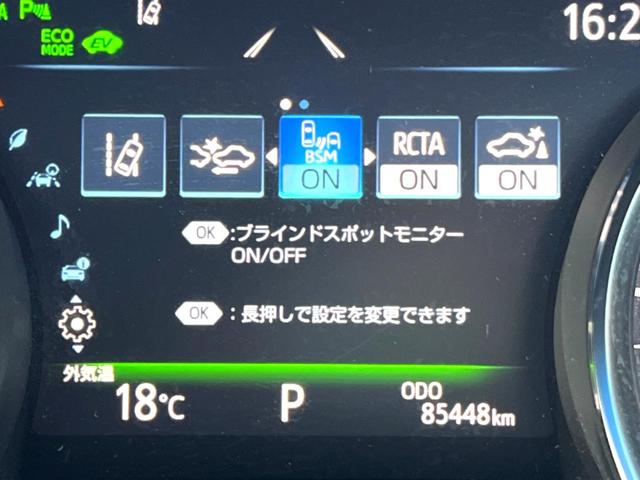 P
16:2
ECO
MODE
EV
BSM
ON
RCTA
ON
ON
OK :ブラインドスポットモニター
ON/OFF
OK :長押しで設定を変更できます
外気温
18℃
P
ODO
85448km